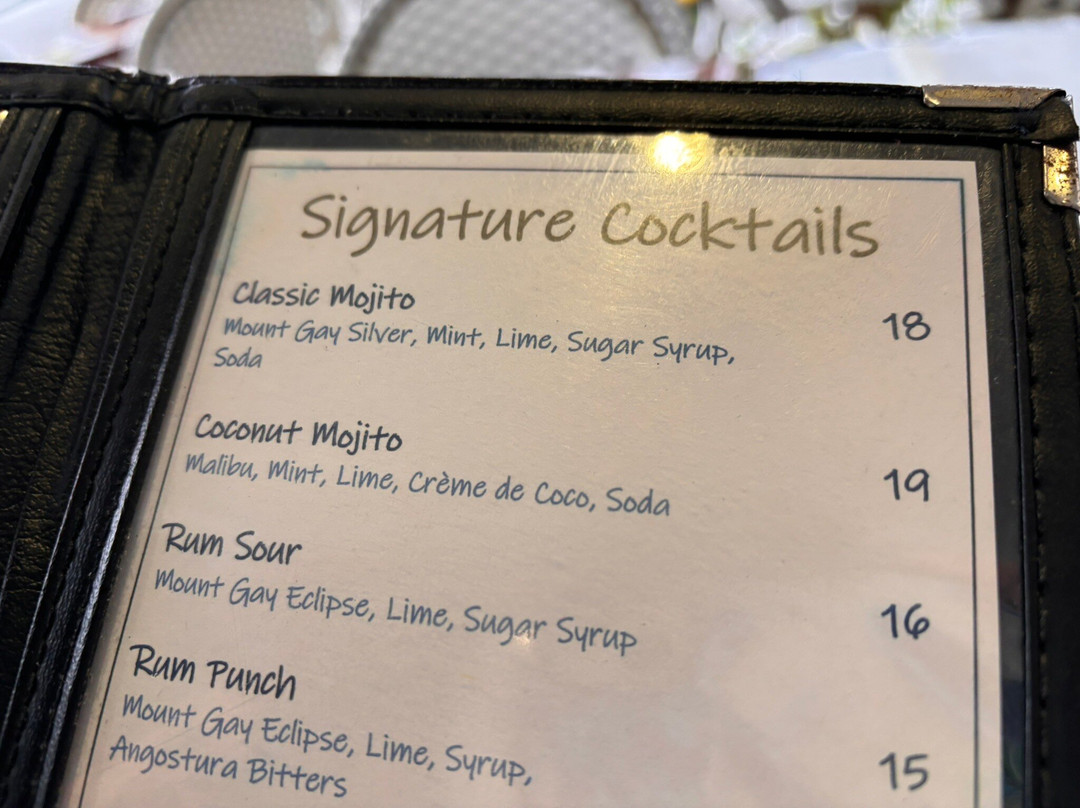 Signature Cocktails
Classic Mojito
Mount Gay Silver, Mint, Lime, Sugar Syrup,
Soda
18
Coconut Mojito
Malibu, Mint, Lime, Crème de Coco, Soda
19
Rum Sour
Mount Gay Eclipse, Lime, Sugar Syrup
16
Rum Punch
Mount Gay Eclipse, Lime, Syrup,
Angostura Bitters
15